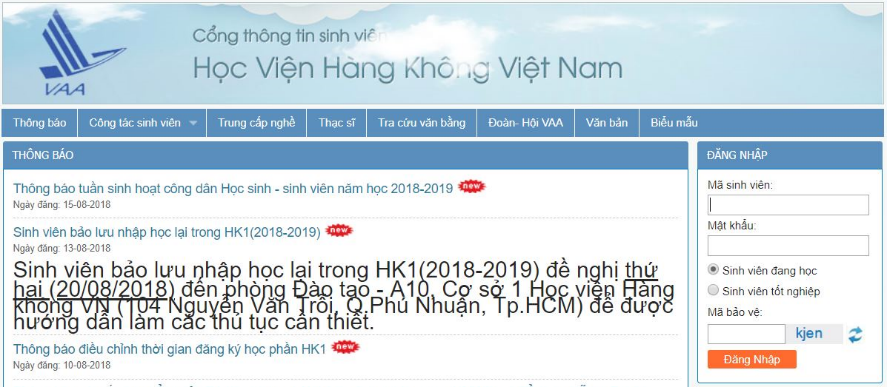 VAA
Cổng thông tin sinh viên
Học Viện Hàng Không Việt Nam
Thông báo
Công tác sinh viên
Trung cấp nghề
Thạc sĩ
Tra cứu văn bằng
Đoàn- Hội VAA
Văn bản
Biểu mẫu
THÔNG BÁO
Thông báo tuần sinh hoạt công dân Học sinh - sinh viên năm học 2018-2019 new
Ngày đăng: 15-08-2018
Sinh viên bảo lưu nhập học lại trong HK1(2018-2019) new
Ngày đăng: 13-08-2018
Sinh viên bảo lưu nhập học lại trong HK1(2018-2019) đề nghị thứ
hai (20/08/2018) đến phòng Đào tạo - A10, Cơ sở 1 Học viện Hàng
không VN (104 Nguyễn Văn Trỗi, Q.Phú Nhuận, Tp.HCM) để được
hướng dẫn làm các thủ tục cần thiết.
Thông báo điều chỉnh thời gian đăng ký học phần HK1 new
Ngày đăng: 10-08-2018
ĐĂNG NHẬP
Mã sinh viên:
Mật khẩu:
Sinh viên đang học
Sinh viên tốt nghiệp
Mã bảo vệ:
kjen
Đăng Nhập